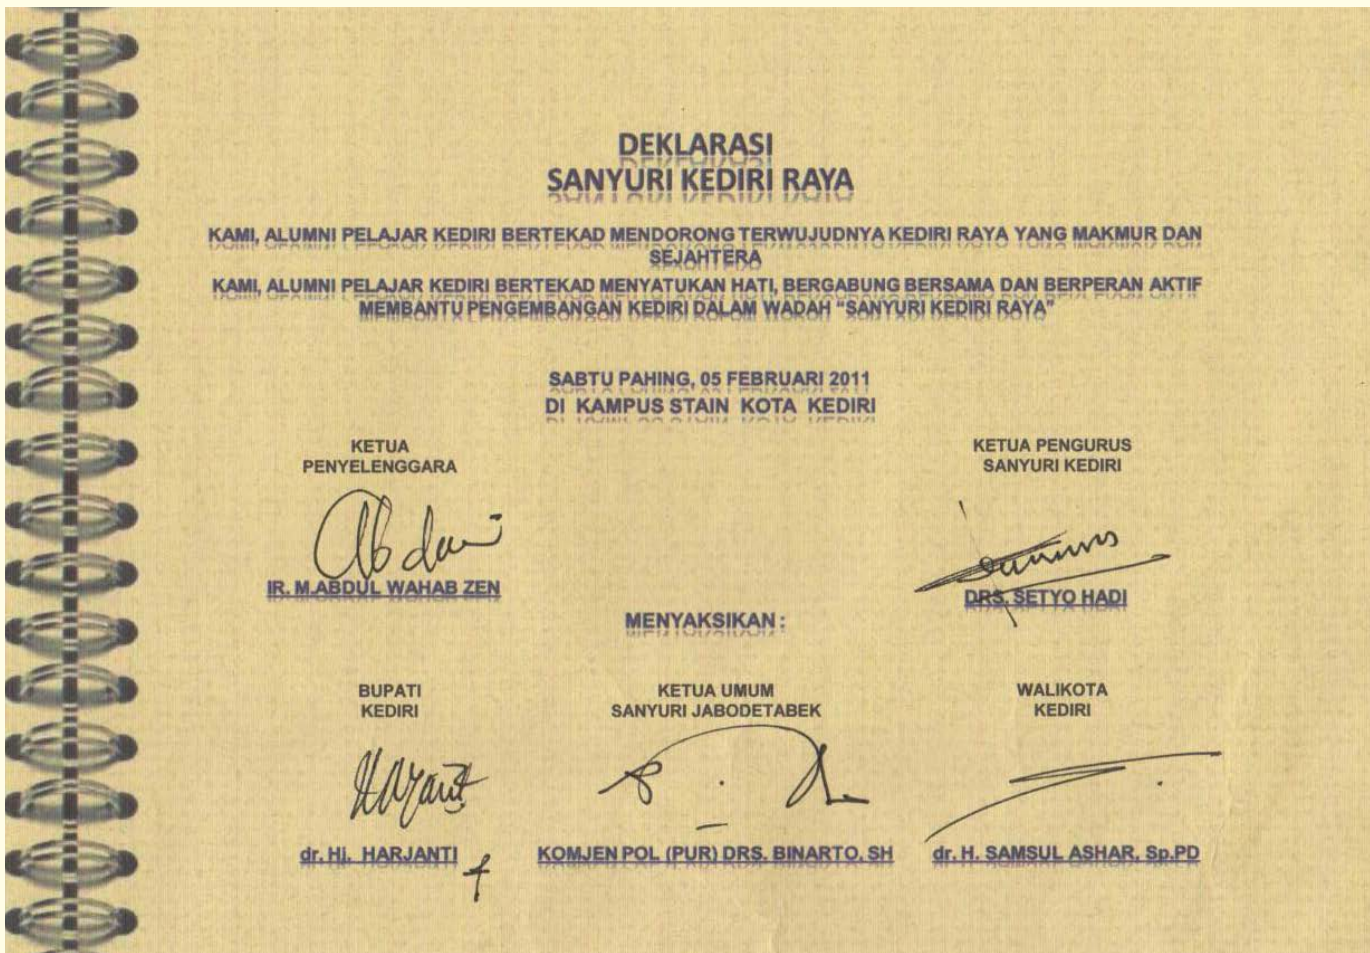 DEKLARASI
SANYURI KEDIRI RAYA
KAMI, ALUMNI PELAJAR KEDIRI BERTEKAD MENDORONG TERWUJUDNYA KEDIRI RAYA YANG MAKMUR DAN
SEJAHTERA
KAMI, ALUMNI PELAJAR KEDIRI BERTEKAD MENYATUKAN HATI, BERGABUNG BERSAMA DAN BERPERAN AKTIF
MEMBANTU PENGEMBANGAN KEDIRI DALAM WADAH “SANYURI KEDIRI RAYA”
SABTU PAHING, 05 FEBRUARI 2011
DI KAMPUS STAIN KOTA KEDIRI
KETUA
PENYELENGGARA
IR. M.ABDUL WAHAB ZEN
KETUA PENGURUS
SANYURI KEDIRI
DRS. SETYO HADI
MENYAKSIKAN :
BUPATI
KEDIRI
dr. Hj. HARJANTI
KETUA UMUM
SANYURI JABODETABEK
KOMJEN POL (PUR) DRS. BINARTO, SH
WALIKOTA
KEDIRI
dr. H. SAMSUL ASHAR, Sp.PD